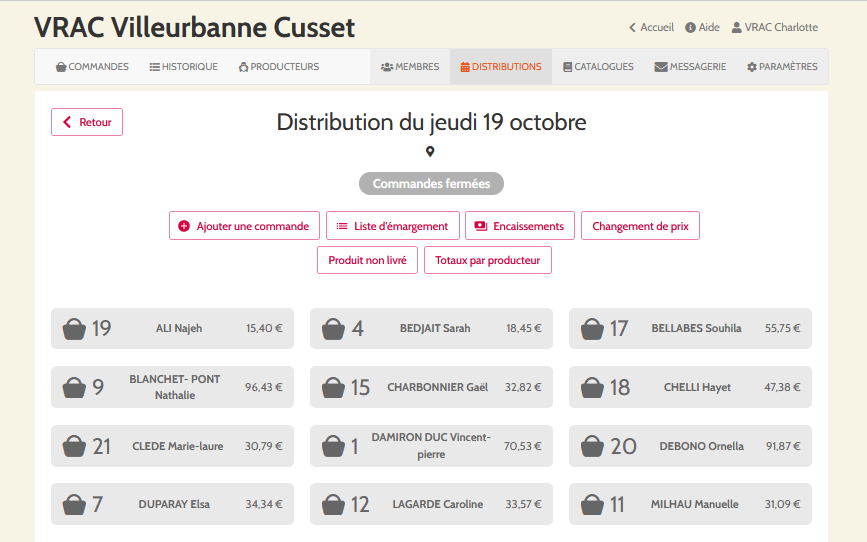 VRAC Villeurbanne Cusset
Accueil Aide VRAC Charlotte
COMMANDES HISTORIQUE PRODUCTEURS MEMBRES DISTRIBUTIONS CATALOGUES MESSAGERIE PARAMÈTRES
Retour
Distribution du jeudi 19 octobre
Commandes fermées
Ajouter une commande Liste d'émargement Encaissements Changement de prix
Produit non livré Totaux par producteur
19 ALI Najeh 15,40 € 4 BEDJAIT Sarah 18,45 € 17 BELLABES Souhila 55,75 €
9 BLANCHET- PONT
Nathalie 96,43 € 15 CHARBONNIER Gaël 32,82 € 18 CHELLI Hayet 47,38 €
21 CLEDE Marie-laure 30,79 € 1 DAMIRON DUC Vincent-
pierre 70,53 € 20 DEBONO Ornella 91,87 €
7 DUPARAY Elsa 34,34 € 12 LAGARDE Caroline 33,57 € 11 MILHAU Manuelle 31,09 €